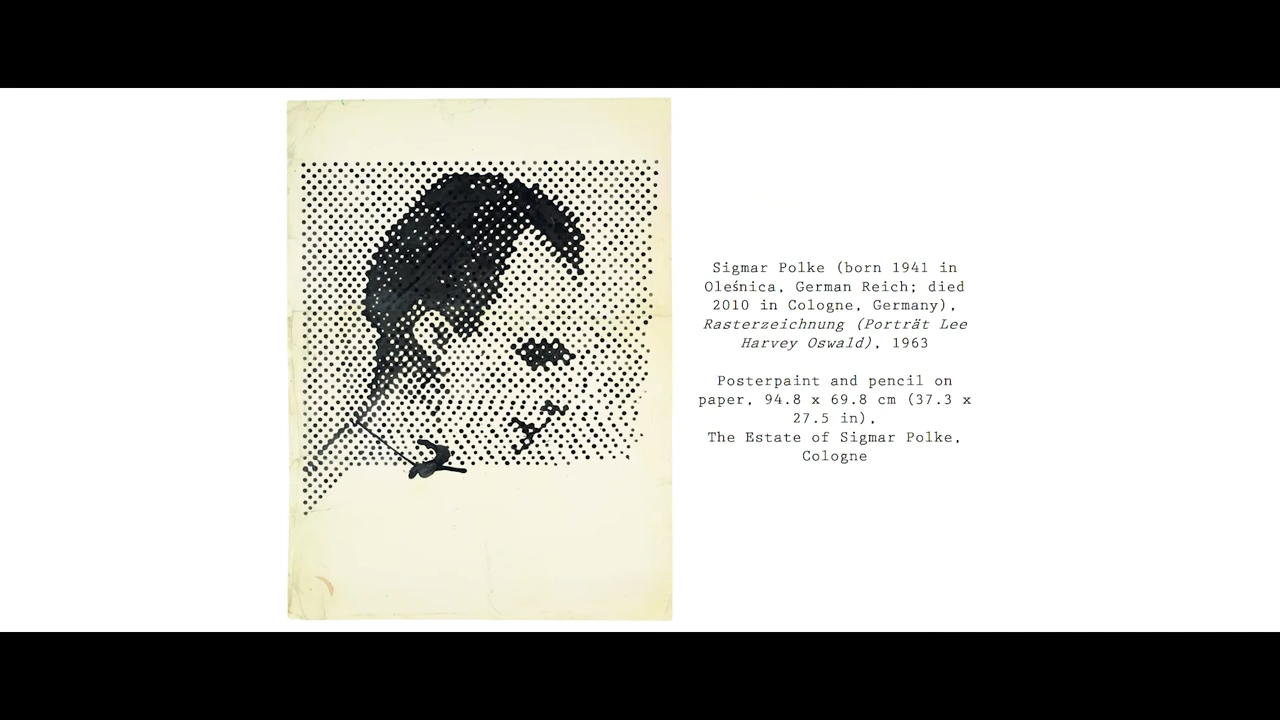 Sigmar Polke (born 1941 in
Oleśnica, German Reich; died
2010 in Cologne, Germany),
Rasterzeichnung (Porträt Lee
Harvey Oswald), 1963
Posterpaint and pencil on
paper, 94.8 x 69.8 cm (37.3 x
27.5 in),
The Estate of Sigmar Polke,
Cologne